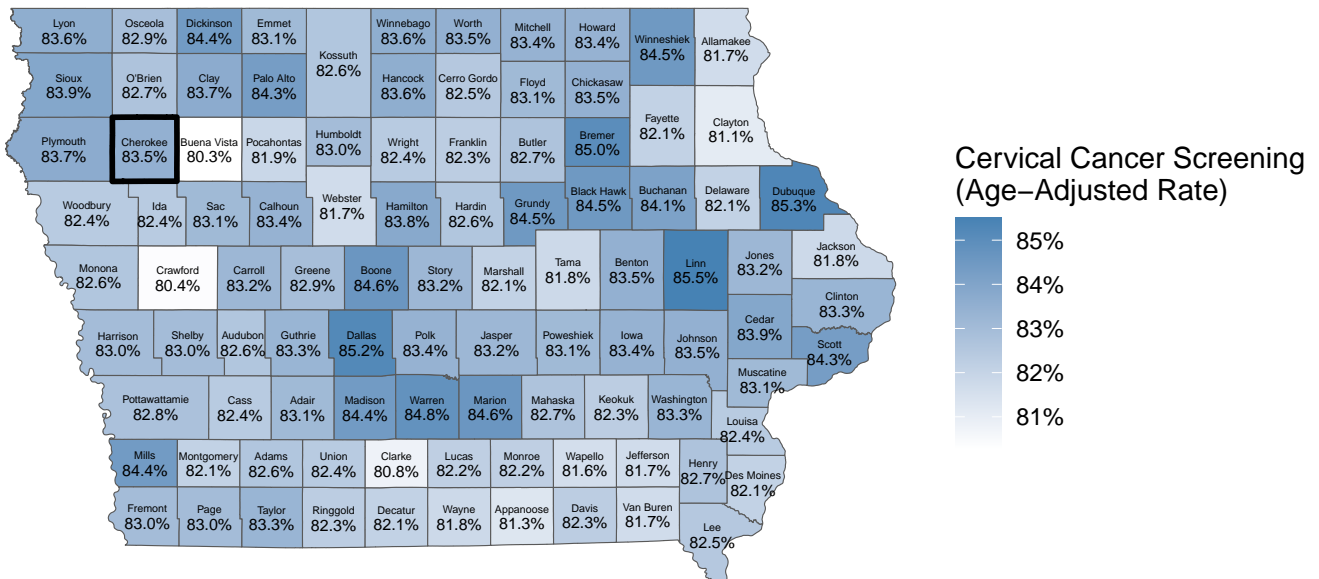 Lyon
83.6%
Osceola
82.9%
Dickinson
84.4%
Emmet
83.1%
Kossuth
82.6%
Winnebago
83.6%
Worth
83.5%
Mitchell
83.4%
Howard
83.4%
Winneshiek
84.5%
Allamakee
81.7%
Sioux
83.9%
O'Brien
82.7%
Clay
83.7%
Palo Alto
84.3%
Hancock
83.6%
Cerro Gordo
82.5%
Floyd
83.1%
Chickasaw
83.5%
Plymouth
83.7%
Cherokee
83.5%
Buena Vista
80.3%
Pocahontas
81.9%
Humboldt
83.0%
Wright
82.4%
Franklin
82.3%
Butler
82.7%
Bremer
85.0%
Fayette
82.1%
Clayton
81.1%
Woodbury
82.4%
Ida
82.4%
Sac
83.1%
Calhoun
83.4%
Webster
81.7%
Hamilton
83.8%
Hardin
82.6%
Grundy
84.5%
Black Hawk
84.5%
Buchanan
84.1%
Delaware
82.1%
Dubuque
85.3%
Monona
82.6%
Crawford
80.4%
Carroll
83.2%
Greene
82.9%
Boone
84.6%
Story
83.2%
Marshall
82.1%
Tama
81.8%
Benton
83.5%
Linn
85.5%
Jones
83.2%
Jackson
81.8%
Clinton
83.3%
Harrison
83.0%
Shelby
83.0%
Audubon
82.6%
Guthrie
83.3%
Dallas
85.2%
Polk
83.4%
Jasper
83.2%
Poweshiek
83.1%
Iowa
83.4%
Johnson
83.5%
Cedar
83.9%
Scott
84.3%
Muscatine
83.1%
Pottawattamie
82.8%
Cass
82.4%
Adair
83.1%
Madison
84.4%
Warren
84.8%
Marion
84.6%
Mahaska
82.7%
Keokuk
82.3%
Washington
83.3%
Louisa
82.4%
Mills
84.4%
Montgomery
82.1%
Adams
82.6%
Union
82.4%
Clarke
80.8%
Lucas
82.2%
Monroe
82.2%
Wapello
81.6%
Jefferson
81.7%
Henry
82.7%
Des Moines
82.1%
Fremont
83.0%
Page
83.0%
Taylor
83.3%
Ringgold
82.3%
Decatur
82.1%
Wayne
81.8%
Appanoose
81.3%
Davis
82.3%
Van Buren
81.7%
Lee
82.5%
Cervical Cancer Screening
(Age−Adjusted Rate)
85%
84%
83%
82%
81%